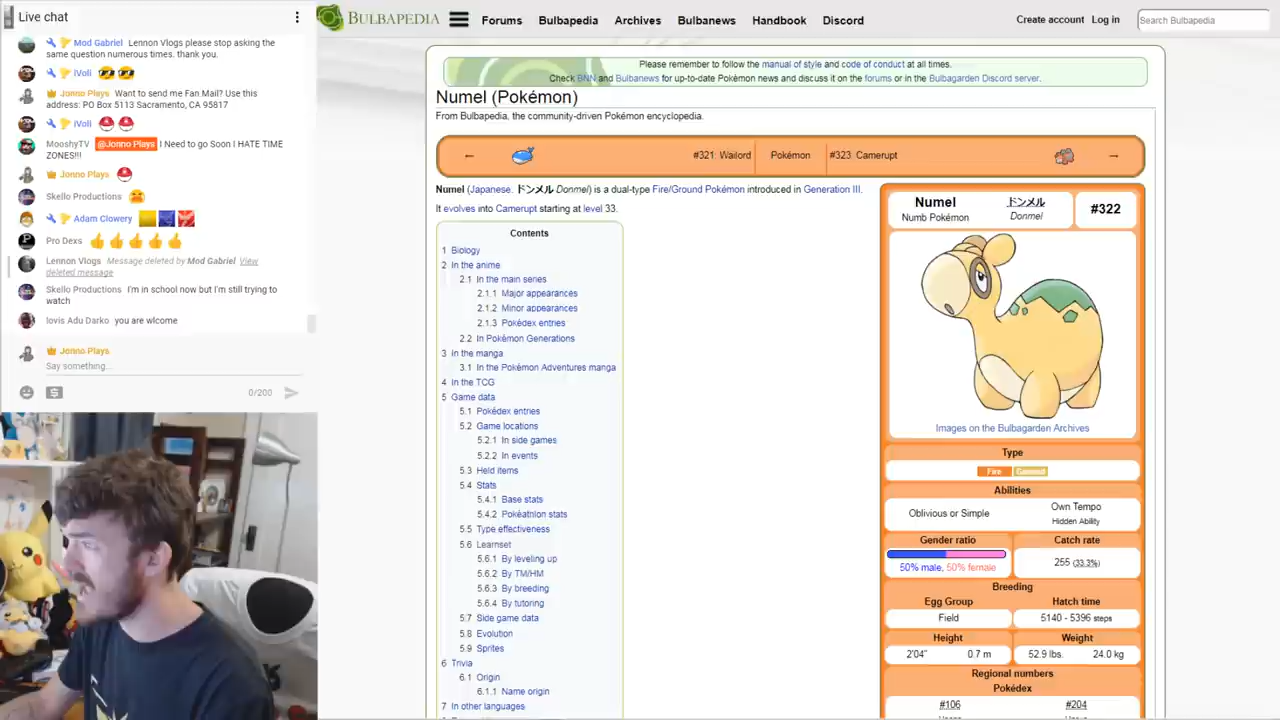 Live chat
Mod Gabriel Lennon Vlogs please stop asking the
same question numerous times. thank you.
IVoli
Jonno Plays Want to send me Fan Mail? Use this
address: PO Box 5113 Sacramento, CA 95817
IVoli
MooshyTV @Jonno Plays I Need to go Soon I HATE TIME
ZONES!!!
Jonno Plays
Skello Productions
Adam Clowery
Pro Dexs
Lennon Vlogs Message deleted by Mod Gabriel View
deleted message
Skello Productions I'm in school now but I'm still trying to
watch
lovis Adu Darko you are wlcome
Jonno Plays
Say something...
0/200
BULBAPEDIA Forums Bulbapedia Archives Bulbanews Handbook Discord Create account Log in Search Bulbapedia
Please remember to follow the manual of style and code of conduct at all times.
Check BNN and Bulbanews for up-to-date Pokémon news and discuss it on the forums or in the Bulbagarden Discord server.
Numel (Pokémon)
From Bulbapedia, the community-driven Pokémon encyclopedia.
← #321: Wailord Pokémon #323: Camerupt →
Numel (Japanese: ドンメル Donmel) is a dual-type Fire/Ground Pokémon introduced in Generation III.
It evolves into Camerupt starting at level 33.
Contents
1 Biology
2 In the anime
2.1 In the main series
2.1.1 Major appearances
2.1.2 Minor appearances
2.1.3 Pokédex entries
2.2 In Pokémon Generations
3 In the manga
3.1 In the Pokémon Adventures manga
4 In the TCG
5 Game data
5.1 Pokédex entries
5.2 Game locations
5.2.1 In side games
5.2.2 In events
5.3 Held items
5.4 Stats
5.4.1 Base stats
5.4.2 Pokéathlon stats
5.5 Type effectiveness
5.6 Learnset
5.6.1 By leveling up
5.6.2 By TM/HM
5.6.3 By breeding
5.6.4 By tutoring
5.7 Side game data
5.8 Evolution
5.9 Sprites
6 Trivia
6.1 Origin
6.1.1 Name origin
7 In other languages
Numel ドンメル #322
Numb Pokémon Donmel
Images on the Bulbagarden Archives
Type
Fire Ground
Abilities
Oblivious or Simple Own Tempo
Hidden Ability
Gender ratio Catch rate
50% male, 50% female 255 (33.3%)
Breeding
Egg Group Hatch time
Field 5140 - 5396 steps
Height Weight
2'04" 0.7 m 52.9 lbs. 24.0 kg
Regional numbers
Pokédex
#106 #204